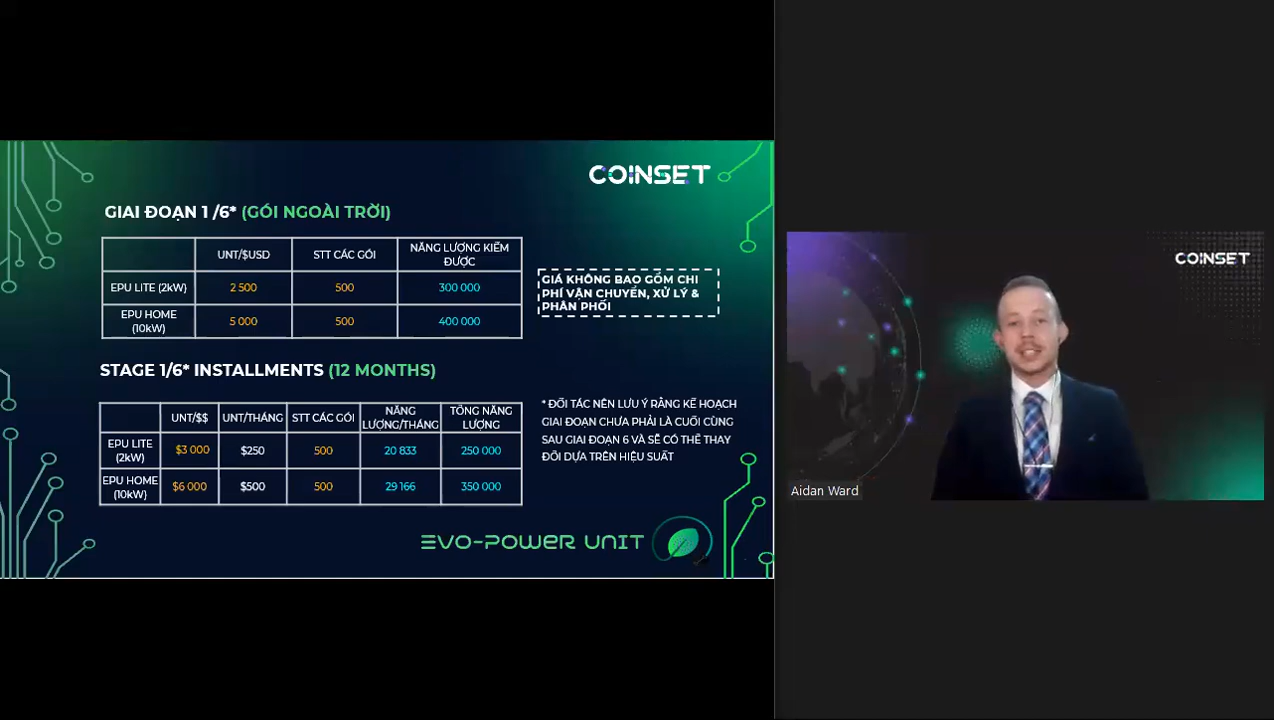 COINSET
GIAI ĐOẠN 1 /6* (GÓI NGOÀI TRỜI)
UNT/$USD
STT CÁC GÓI
NĂNG LƯỢNG KIẾM
ĐƯỢC
EPU LITE (2kW)
2 500
500
300 000
EPU HOME
(10kW)
5 000
500
400 000
GIÁ KHÔNG BAO GỒM CHI
PHÍ VẬN CHUYỂN, XỬ LÝ &
PHÂN PHỐI
STAGE 1/6* INSTALLMENTS (12 MONTHS)
UNT/$$
UNT/THÁNG
STT CÁC GÓI
NĂNG
LƯỢNG/THÁNG
TỔNG NĂNG
LƯỢNG
EPU LITE
(2kW)
$3 000
$250
500
20 833
250 000
EPU HOME
(10kW)
$6 000
$500
500
29 166
350 000
* ĐỐI TÁC NÊN LƯU Ý RẰNG KẾ HOẠCH
GIAI ĐOẠN CHƯA PHẢI LÀ CUỐI CÙNG
SAU GIAI ĐOẠN 6 VÀ SẼ CÓ THỂ THAY
ĐỔI DỰA TRÊN HIỆU SUẤT
EVO-POWER UNIT
COINSET
Aidan Ward